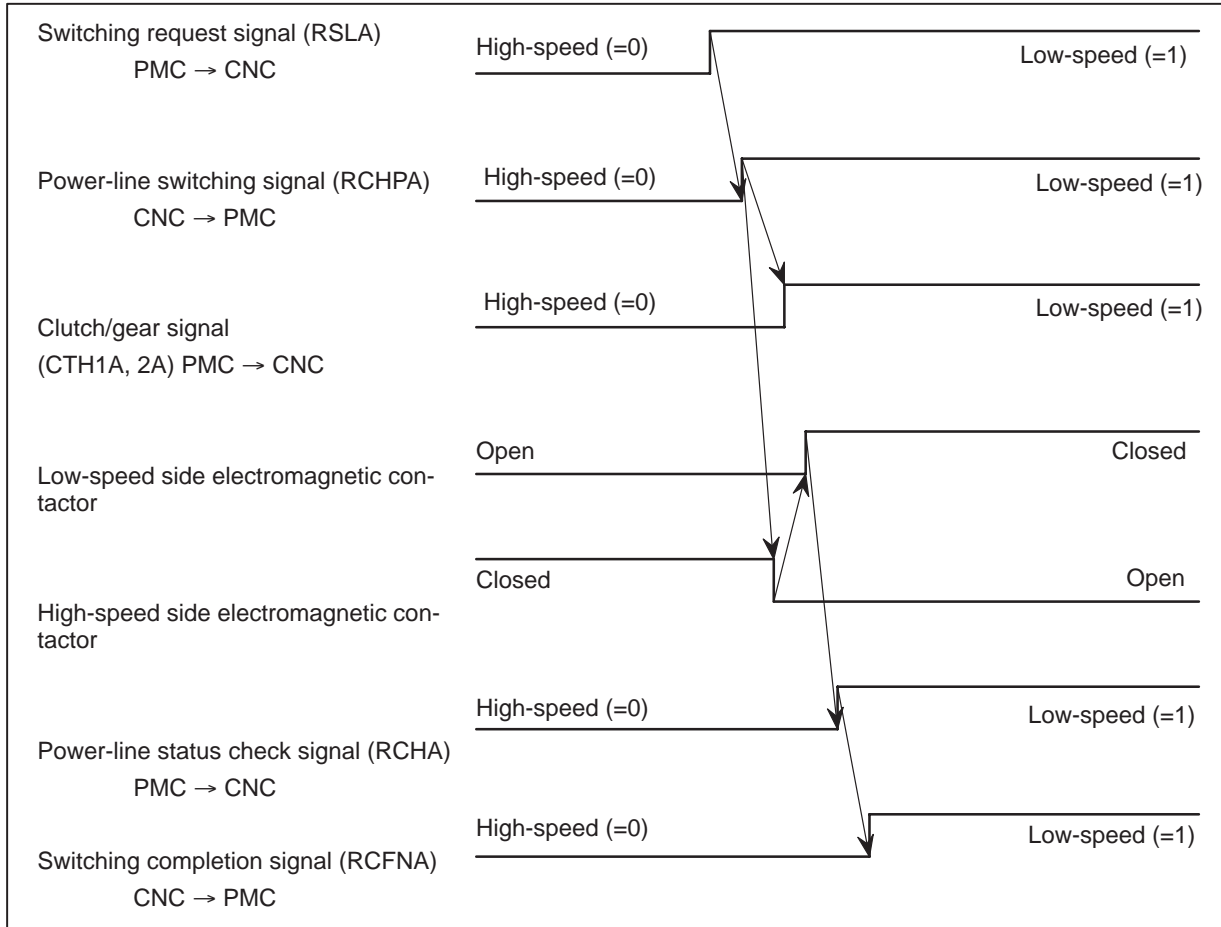 Switching request signal (RSLA)
PMC → CNC
High-speed (=0)
Low-speed (=1)
Power-line switching signal (RCHPA)
CNC → PMC
High-speed (=0)
Low-speed (=1)
Clutch/gear signal
(CTH1A, 2A) PMC → CNC
High-speed (=0)
Low-speed (=1)
Low-speed side electromagnetic con-
tactor
Open
Closed
High-speed side electromagnetic con-
tactor
Closed
Open
Power-line status check signal (RCHA)
PMC → CNC
High-speed (=0)
Low-speed (=1)
Switching completion signal (RCFNA)
CNC → PMC
High-speed (=0)
Low-speed (=1)